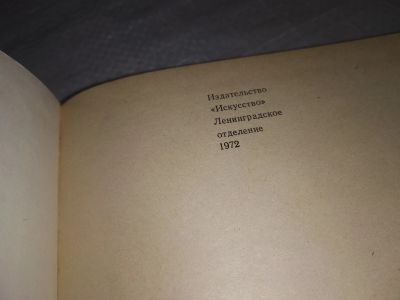 Издательство
«Искусство»
Ленинградское
отделение
1972